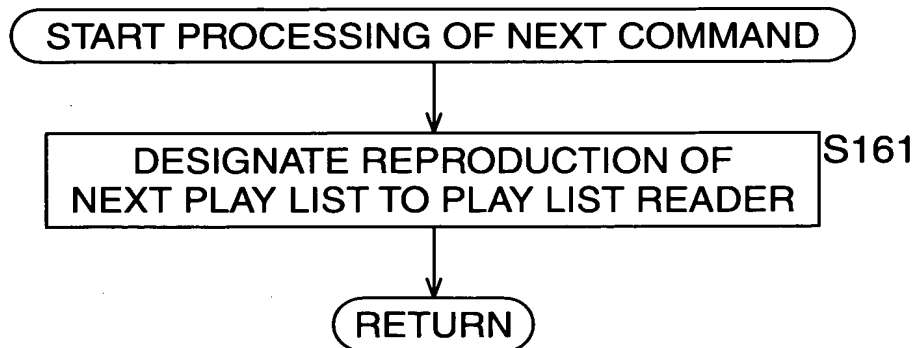 START PROCESSING OF NEXT COMMAND
DESIGNATE REPRODUCTION OF
S161
NEXT PLAY LIST TO PLAY LIST READER
RETURN